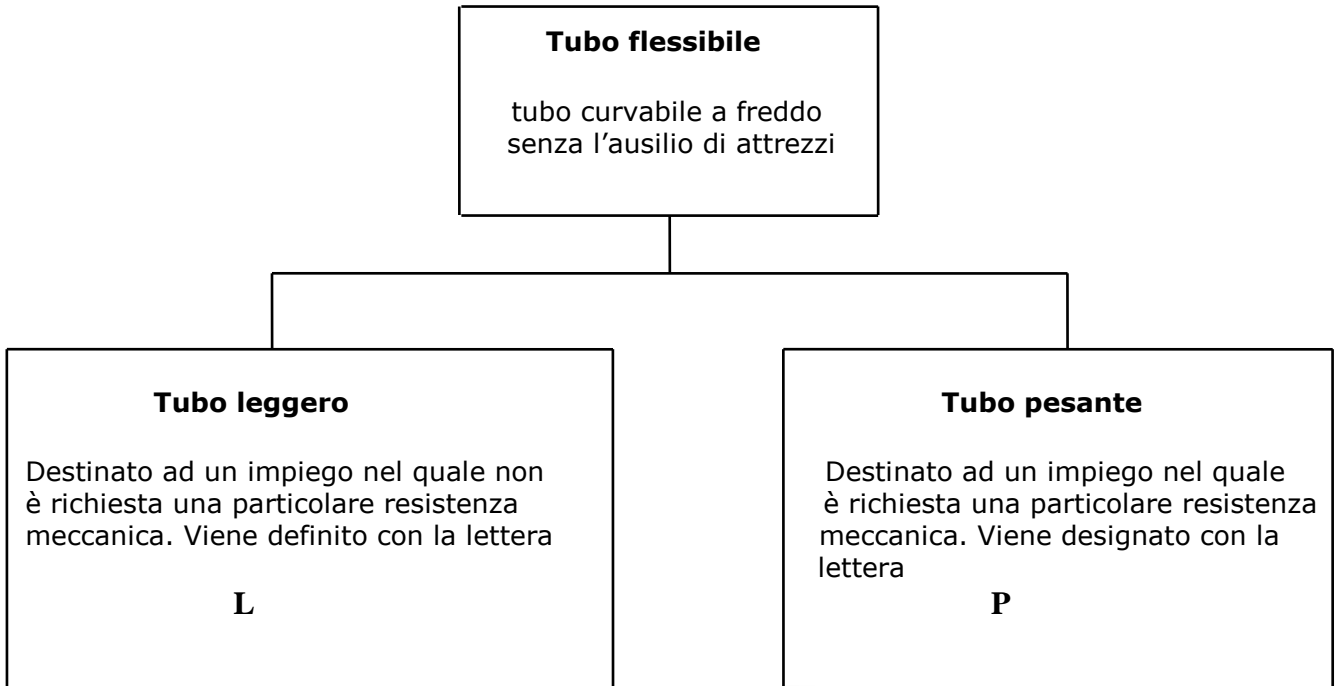 Tubo flessibile
tubo curvabile a freddo
senza l’ausilio di attrezzi
Tubo leggero
Destinato ad un impiego nel quale non
è richiesta una particolare resistenza
meccanica. Viene definito con la lettera
L
Tubo pesante
Destinato ad un impiego nel quale
è richiesta una particolare resistenza
meccanica. Viene designato con la
lettera
P